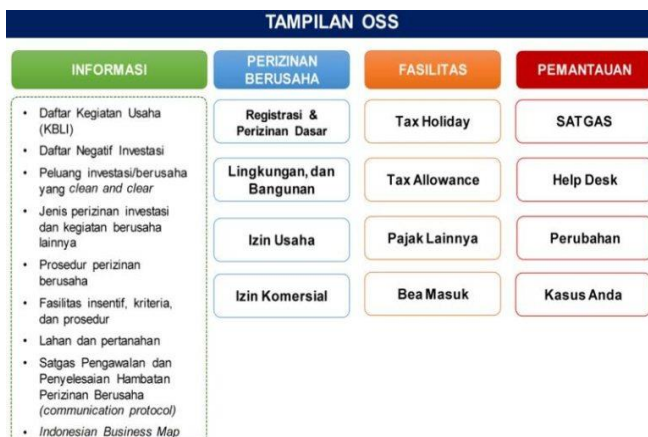 TAMPILAN OSS
INFORMASI
• Daftar Kegiatan Usaha
(KBLI)
• Daftar Negatif Investasi
• Peluang investasi/berusaha
yang clean and clear
• Jenis perizinan investasi
dan kegiatan berusaha
lainnya
• Prosedur perizinan
berusaha
• Fasilitas insentif, kriteria,
dan prosedur
• Lahan dan pertanahan
• Satgas Pengawalan dan
Penyelesaian Hambatan
Perizinan Berusaha
(communication protocol)
• Indonesian Business Map
PERIZINAN
BERUSAHA
Registrasi &
Perizinan Dasar
Lingkungan, dan
Bangunan
Izin Usaha
Izin Komersial
FASILITAS
Tax Holiday
Tax Allowance
Pajak Lainnya
Bea Masuk
PEMANTAUAN
SATGAS
Help Desk
Perubahan
Kasus Anda